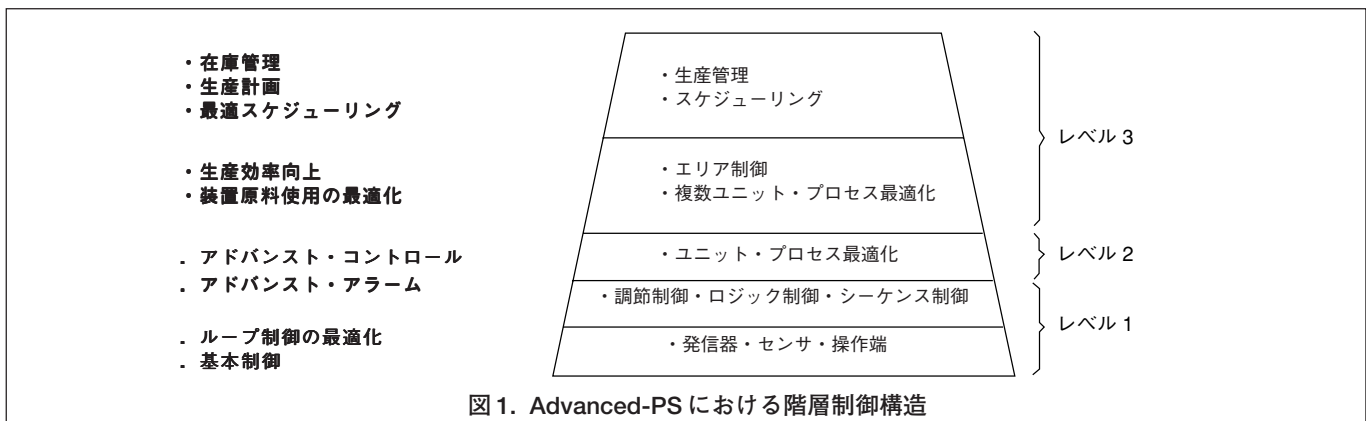 ・在庫管理
・生産計画
・最適スケジューリング
・生産効率向上
・装置原料使用の最適化
．アドバンスト・コントロール
．アドバンスト・アラーム
．ループ制御の最適化
．基本制御
・生産管理
・スケジューリング
・エリア制御
・複数ユニット・プロセス最適化
・ユニット・プロセス最適化
・調節制御・ロジック制御・シーケンス制御
・発信器・センサ・操作端
レベル 3
レベル 2
レベル 1
図1. Advanced-PSにおける階層制御構造